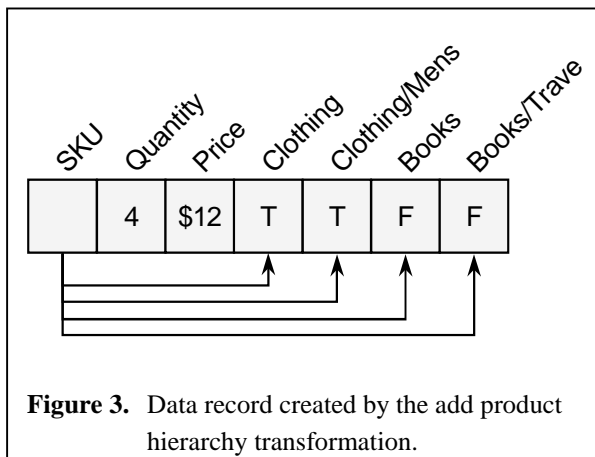 SKU Quantity Price Clothing Clothing/Mens Books Books/Trave
4 $12 T T F F
Figure 3. Data record created by the add product
hierarchy transformation.